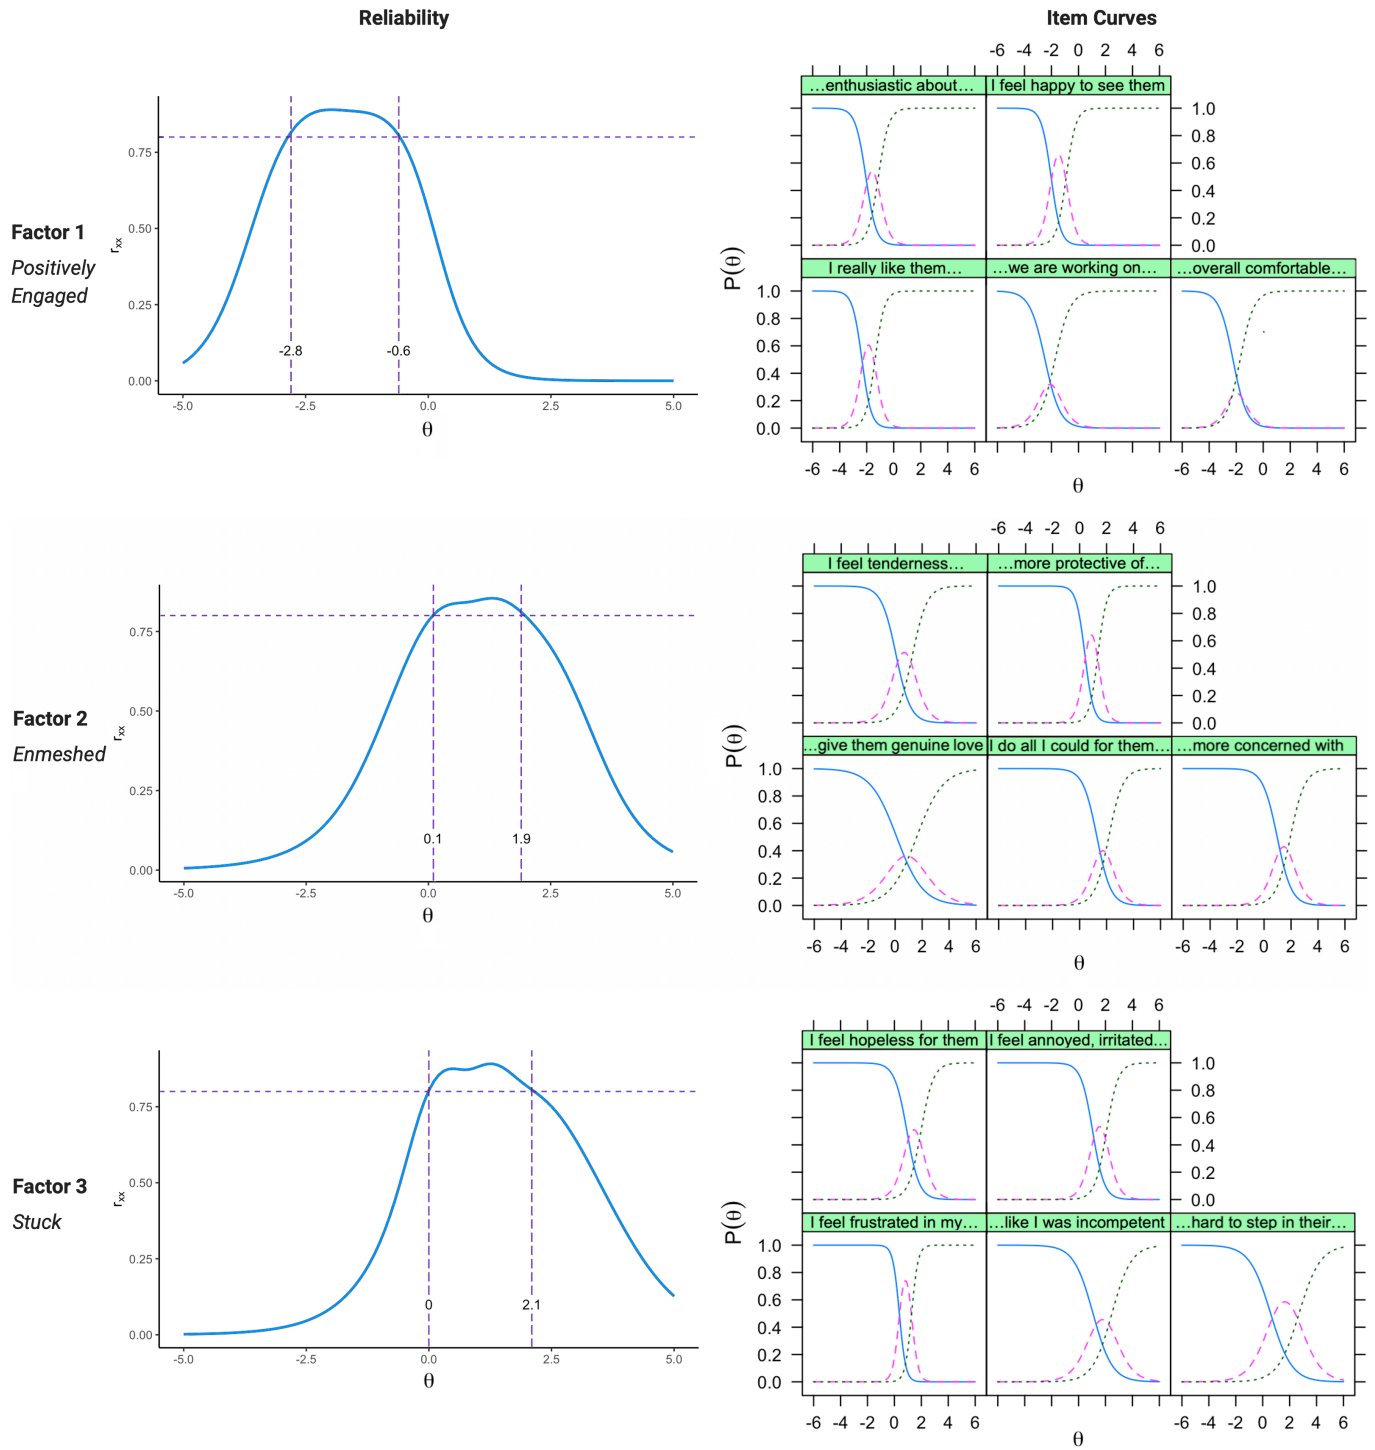 Reliability
Item Curves
Factor 1
Positively
Engaged
r_xx
0.75
0.50
0.25
0.00
-2.8
-0.6
-5.0 -2.5 0.0 2.5 5.0
θ
-6 -4 -2 0 2 4 6
…enthusiastic about…
I feel happy to see them
1.0
0.8
0.6
0.4
0.2
0.0
P(θ)
I really like them…
…we are working on…
…overall comfortable…
1.0
0.8
0.6
0.4
0.2
0.0
-6 -4 -2 0 2 4 6
-6 -4 -2 0 2 4 6
θ
Factor 2
Enmeshed
r_xx
0.75
0.50
0.25
0.00
0.1
1.9
-5.0 -2.5 0.0 2.5 5.0
θ
-6 -4 -2 0 2 4 6
I feel tenderness…
…more protective of…
1.0
0.8
0.6
0.4
0.2
0.0
P(θ)
…give them genuine love
I do all I could for them…
…more concerned with
1.0
0.8
0.6
0.4
0.2
0.0
-6 -4 -2 0 2 4 6
-6 -4 -2 0 2 4 6
θ
Factor 3
Stuck
r_xx
0.75
0.50
0.25
0.00
0
2.1
-5.0 -2.5 0.0 2.5 5.0
θ
-6 -4 -2 0 2 4 6
I feel hopeless for them
I feel annoyed, irritated…
1.0
0.8
0.6
0.4
0.2
0.0
P(θ)
I feel frustrated in my…
…like I was incompetent
…hard to step in their…
1.0
0.8
0.6
0.4
0.2
0.0
-6 -4 -2 0 2 4 6
-6 -4 -2 0 2 4 6
θ